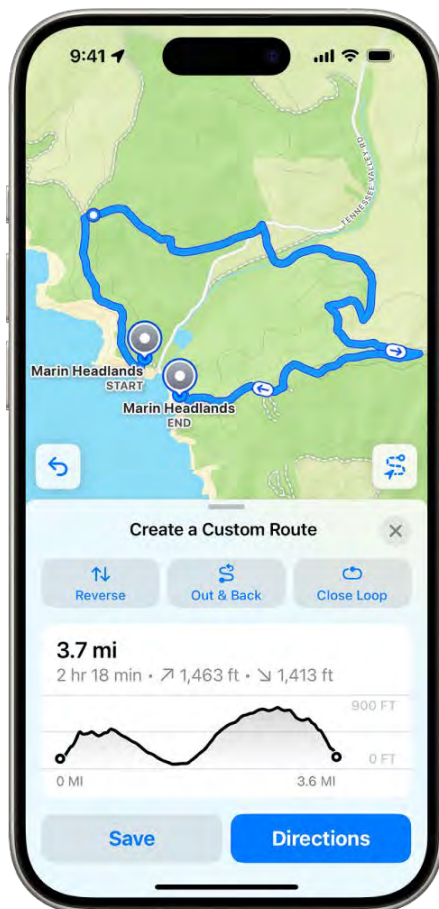 9:41
TENNESSEE VALLEY RD
Marin Headlands
START
Marin Headlands
END
Create a Custom Route
Reverse
Out & Back
Close Loop
3.7 mi
2 hr 18 min • ↗ 1,463 ft • ↘ 1,413 ft
900 FT
0 FT
0 MI 3.6 MI
Save
Directions